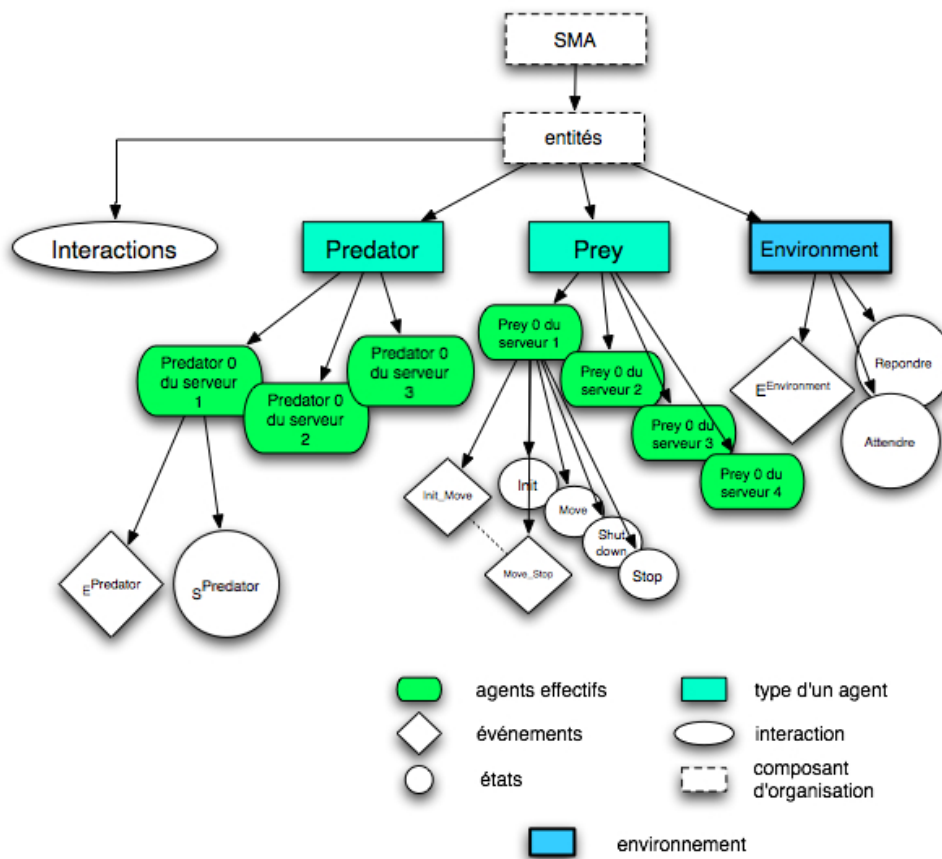 SMA
entités
Interactions
Predator
Prey
Environment
Predator 0
du serveur
1
Predator 0
du serveur
2
Predator 0
du serveur
3
Prey 0 du
serveur 1
Prey 0 du
serveur 2
Prey 0 du
serveur 3
Prey 0 du
serveur 4
E^Environment
Repondre
Attendre
Init_Move
Init
Move
Shut
down
Stop
Move_Stop
E^Predator
S^Predator
agents effectifs
type d'un agent
événements
interaction
états
composant
d'organisation
environnement